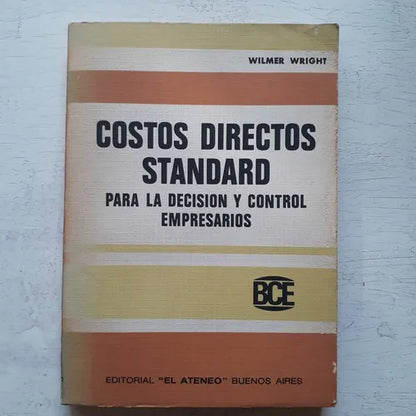 WILMER WRIGHT
COSTOS DIRECTOS
STANDARD
PARA LA DECISION Y CONTROL
EMPRESARIOS
BCE
EDITORIAL "EL ATENEO" BUENOS AIRES